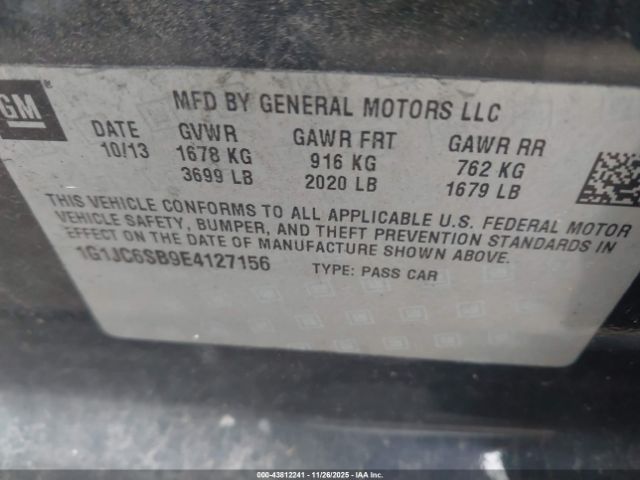 GM
MFD BY GENERAL MOTORS LLC
DATE GVWR GAWR FRT GAWR RR
10/13 1678 KG 916 KG 762 KG
3699 LB 2020 LB 1679 LB
THIS VEHICLE CONFORMS TO ALL APPLICABLE U.S. FEDERAL MOTOR
VEHICLE SAFETY, BUMPER, AND THEFT PREVENTION STANDARDS IN
EFFECT ON THE DATE OF MANUFACTURE SHOWN ABOVE.
1G1JC6SB9E4127156 TYPE: PASS CAR
000-43812241 - 11/26/2025 - IAA Inc.